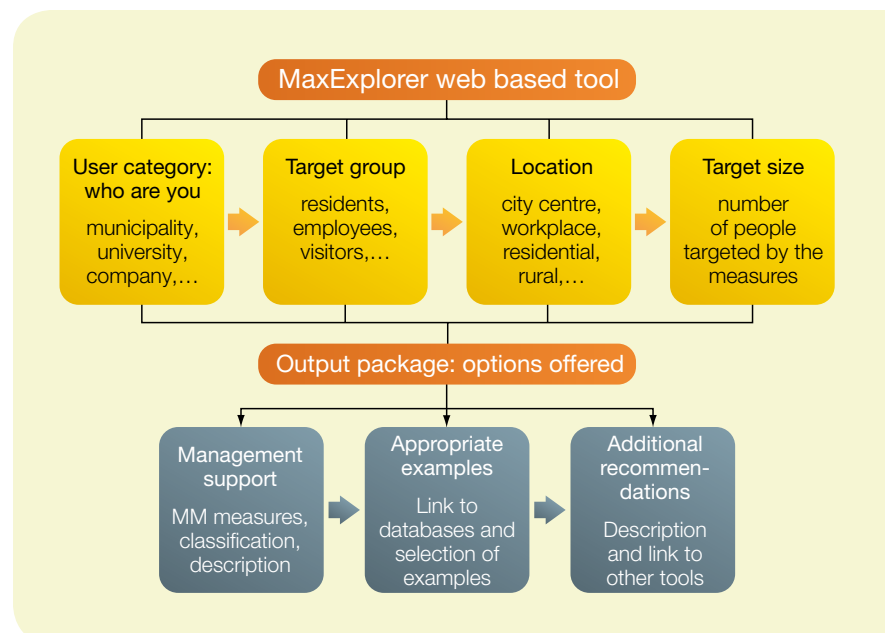 MaxExplorer web based tool
User category:
who are you
municipality,
university,
company,...
Target group
residents,
employees,
visitors,...
Location
city centre,
workplace,
residential,
rural,...
Target size
number
of people
targeted by the
measures
Output package: options offered
Management
support
MM measures,
classification,
description
Appropriate
examples
Link to
databases and
selection of
examples
Additional
recommen-
dations
Description
and link to
other tools